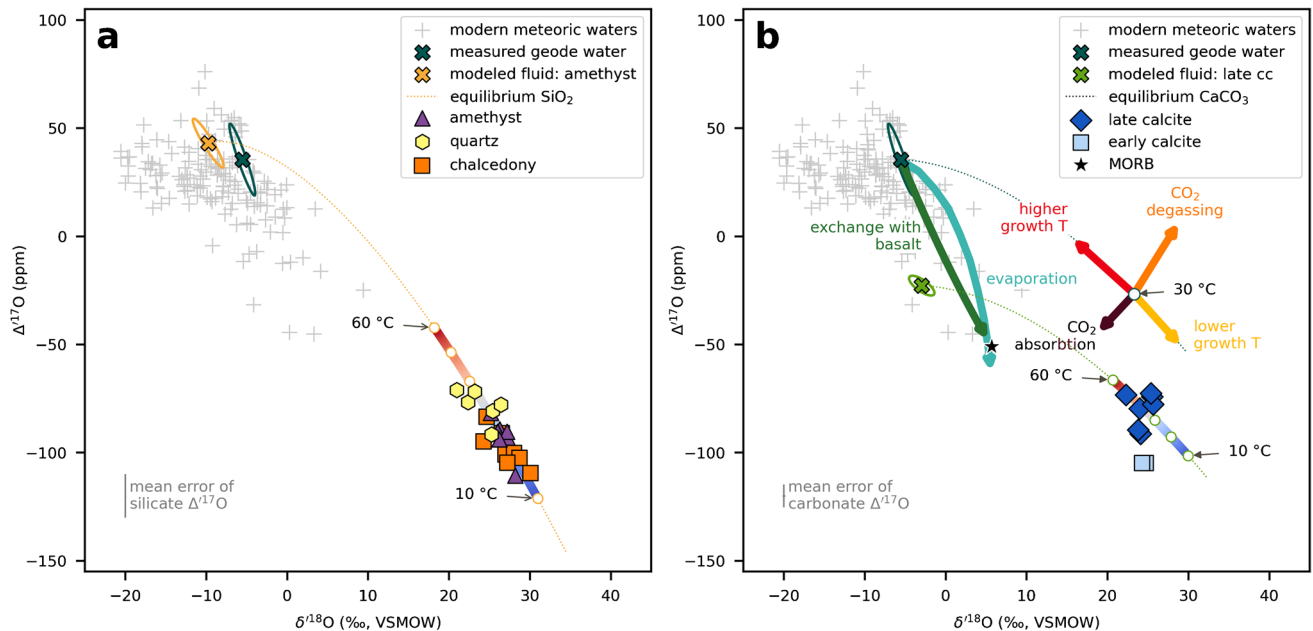 a
modern meteoric waters
measured geode water
modeled fluid: amethyst
equilibrium SiO₂
amethyst
quartz
chalcedony
100
50
0
−50
−100
−150
Δ′¹⁷O (ppm)
60 °C
10 °C
mean error of
silicate Δ′¹⁷O
−20
−10
0
10
20
30
40
δ′¹⁸O (‰, VSMOW)
b
modern meteoric waters
measured geode water
modeled fluid: late cc
equilibrium CaCO₃
late calcite
early calcite
MORB
100
50
0
−50
−100
−150
Δ′¹⁷O (ppm)
CO₂
degassing
higher
growth T
exchange with
basalt
evaporation
30 °C
CO₂
absorbtion
lower
growth T
60 °C
10 °C
mean error of
carbonate Δ′¹⁷O
−20
−10
0
10
20
30
40
δ′¹⁸O (‰, VSMOW)